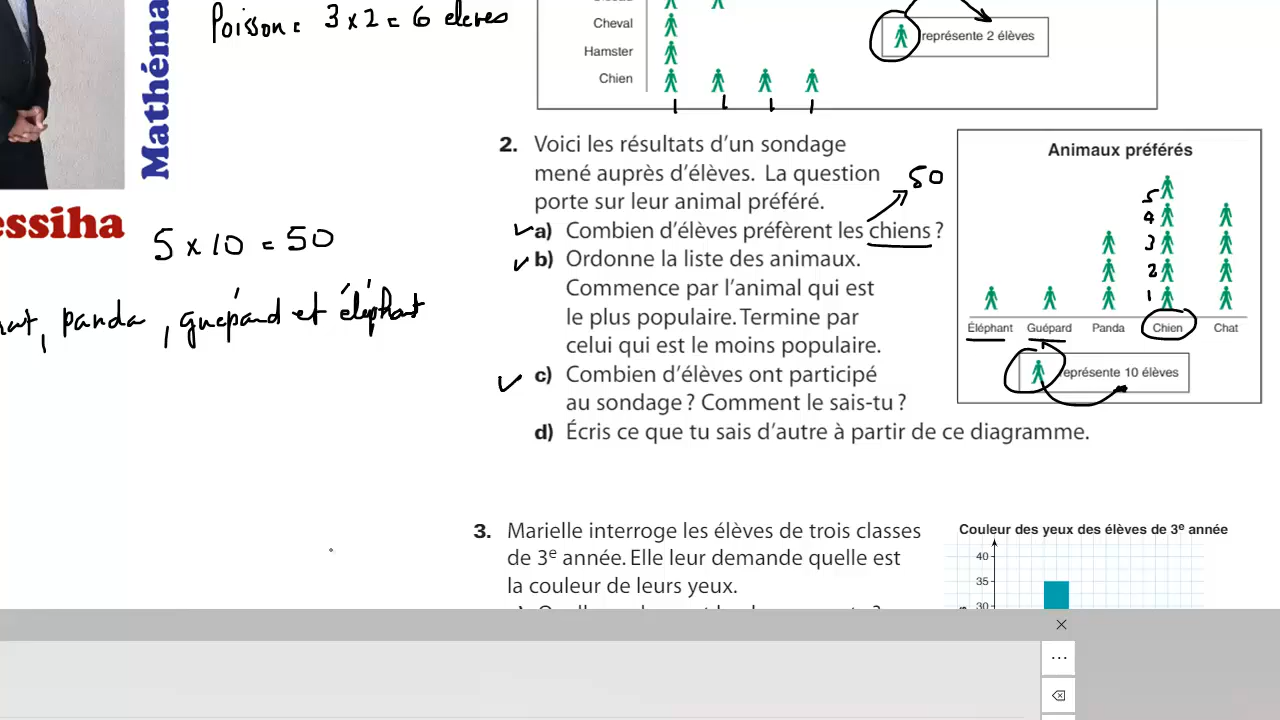 Poisson = 3 x 2 = 6 élèves
Mathéma
essiha
5 x 10 = 50
panda, guépard et éléphant
Cheval
Hamster
Chien
représente 2 élèves
2. Voici les résultats d'un sondage
mené auprès d'élèves. La question
porte sur leur animal préféré.
50
a) Combien d'élèves préfèrent les chiens ?
b) Ordonne la liste des animaux.
Commence par l'animal qui est
le plus populaire. Termine par
celui qui est le moins populaire.
c) Combien d'élèves ont participé
au sondage ? Comment le sais-tu ?
d) Écris ce que tu sais d'autre à partir de ce diagramme.
Animaux préférés
5
4
3
2
1
Éléphant Guépard Panda Chien Chat
représente 10 élèves
3. Marielle interroge les élèves de trois classes
de 3e année. Elle leur demande quelle est
la couleur de leurs yeux.
Couleur des yeux des élèves de 3e année
40
35
30